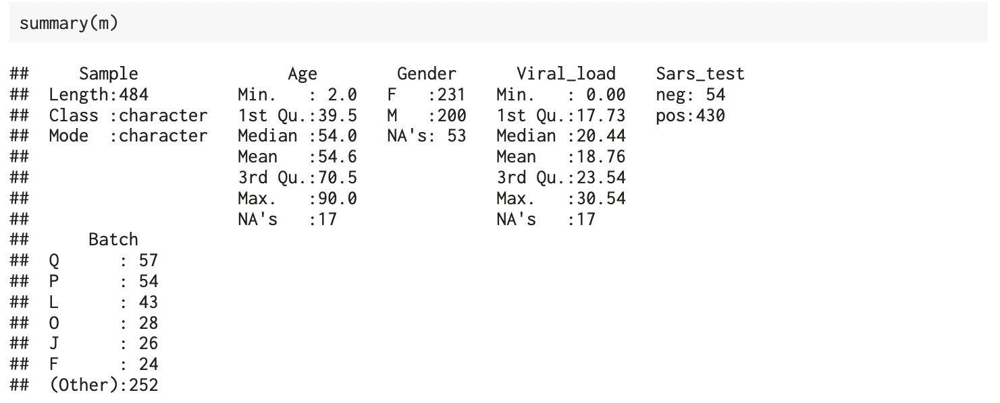 summary(m)
##     Sample               Age        Gender      Viral_load    Sars_test
##  Length:484         Min.   : 2.0   F   :231   Min.   : 0.00   neg: 54
##  Class :character   1st Qu.:39.5   M   :200   1st Qu.:17.73   pos:430
##  Mode  :character   Median :54.0   NA's: 53   Median :20.44
##                     Mean   :54.6              Mean   :18.76
##                     3rd Qu.:70.5              3rd Qu.:23.54
##                     Max.   :90.0              Max.   :30.54
##                     NA's   :17                NA's   :17
##      Batch
##  Q      : 57
##  P      : 54
##  L      : 43
##  O      : 28
##  J      : 26
##  F      : 24
##  (Other):252